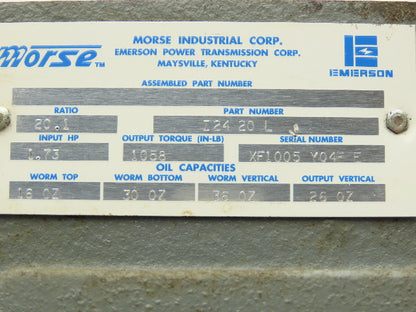 MORSE INDUSTRIAL CORP.
morse TM
EMERSON POWER TRANSMISSION CORP.
MAYSVILLE, KENTUCKY
EMERSON
ASSEMBLED PART NUMBER
RATIO PART NUMBER
20.1 I24 20 L
INPUT HP OUTPUT TORQUE (IN-LB) SERIAL NUMBER
1.73 1058 XF1005
OIL CAPACITIES
WORM TOP WORM BOTTOM WORM VERTICAL OUTPUT VERTICAL
16 OZ 30 OZ 36 OZ 26 OZ